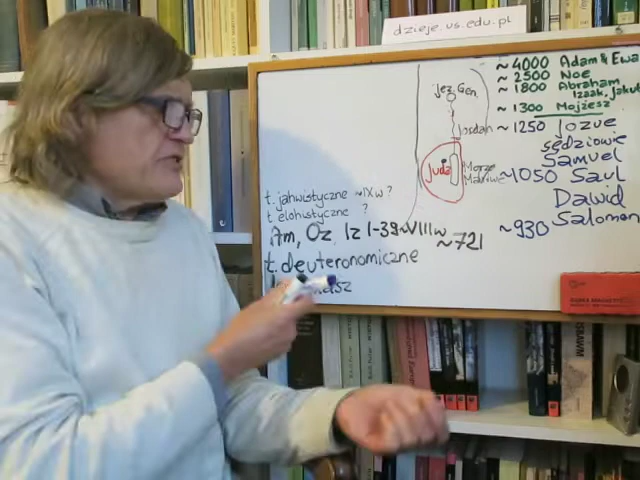 dzieje.us.edu.pl
~4000 Adam & Ewa
~2500 Noe
~1800 Abraham
Izaak, Jakub
~1300 Mojżesz
~1250 Jozue
sędziowie
Samuel
~1050 Saul
Dawid
~930 Salomon
Jez. Gen.
Jordan
Juda
Morze
Martwe
t. jahwistyczne ~IX w?
t. elohistyczne ?
Am, Oz, Iz 1-39 ~VIII w
~721
t. deuteronomiczne